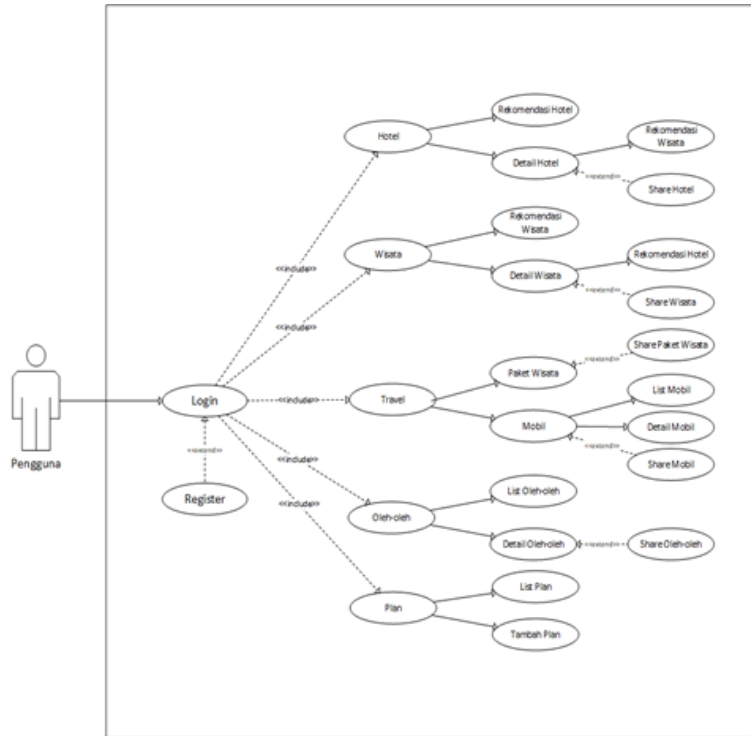 Rekomendasi Hotel
Hotel
Rekomendasi
Wisata
Detail Hotel
<<extend>>
Share Hotel
Rekomendasi
Wisata
<<include>>
Wisata
Rekomendasi Hotel
Detail Wisata
<<extend>>
Share Wisata
<<include>>
Share Paket Wisata
<<extend>>
Paket Wisata
List Mobil
Login
<<include>>
Travel
Mobil
Detail Mobil
Pengguna
<<extend>>
<<include>>
<<extend>>
Share Mobil
Register
List Oleh-oleh
<<include>>
Oleh-oleh
Detail Oleh-oleh
<<extend>>
Share Oleh-oleh
List Plan
Plan
Tambah Plan